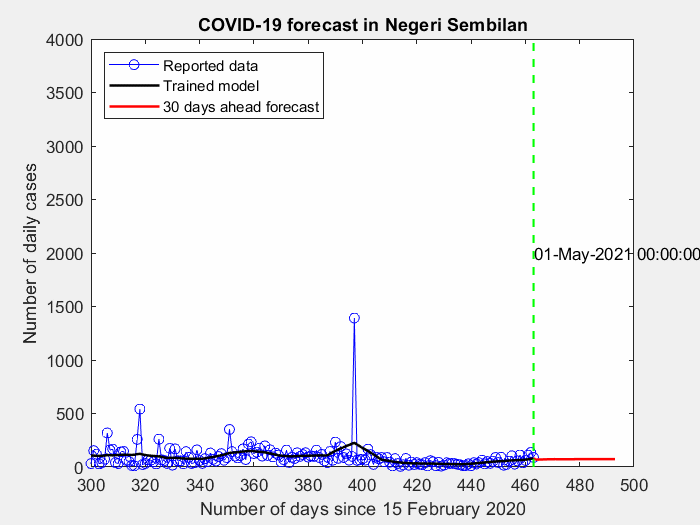 COVID-19 forecast in Negeri Sembilan
4000
3500
3000
2500
2000
1500
1000
500
0
Number of daily cases
Reported data
Trained model
30 days ahead forecast
01-May-2021 00:00:00
300 320 340 360 380 400 420 440 460 480 500
Number of days since 15 February 2020